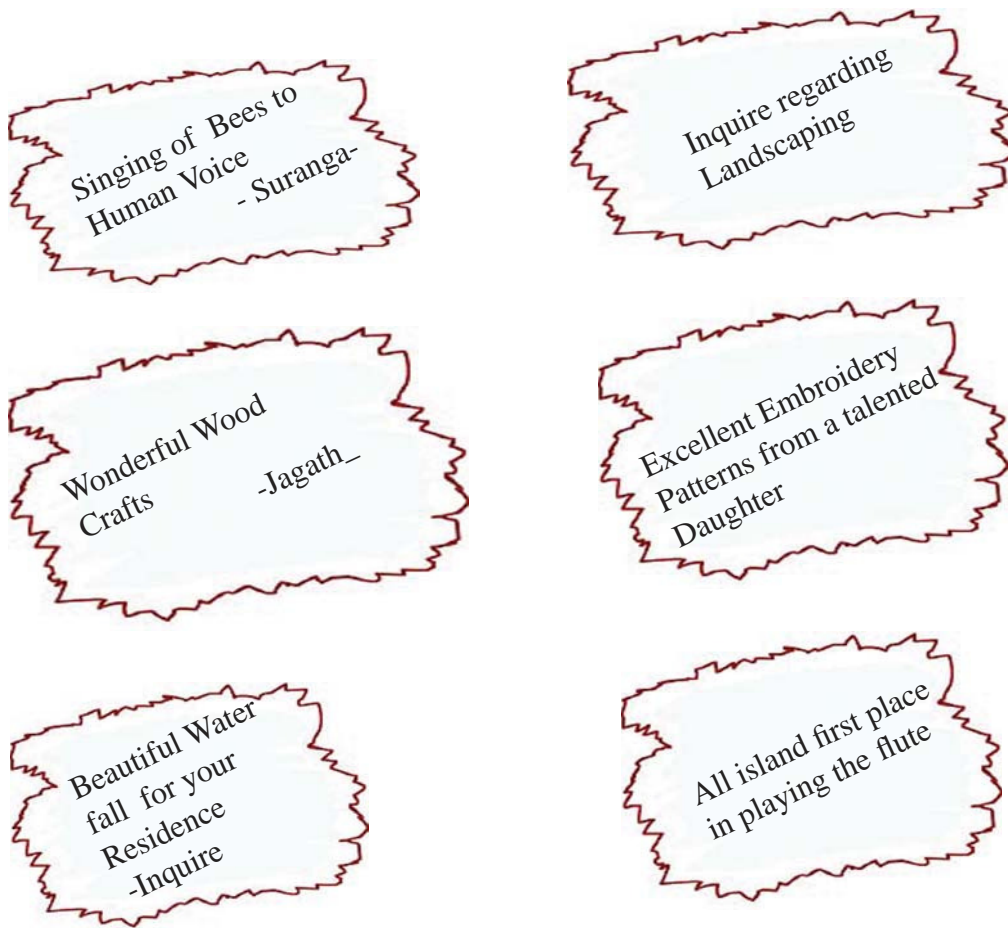 Singing of Bees to
Human Voice
- Suranga-
Inquire regarding
Landscaping
Wonderful Wood
Crafts -Jagath_
Excellent Embroidery
Patterns from a talented
Daughter
Beautiful Water
fall for your
Residence
-Inquire
All island first place
in playing the flute